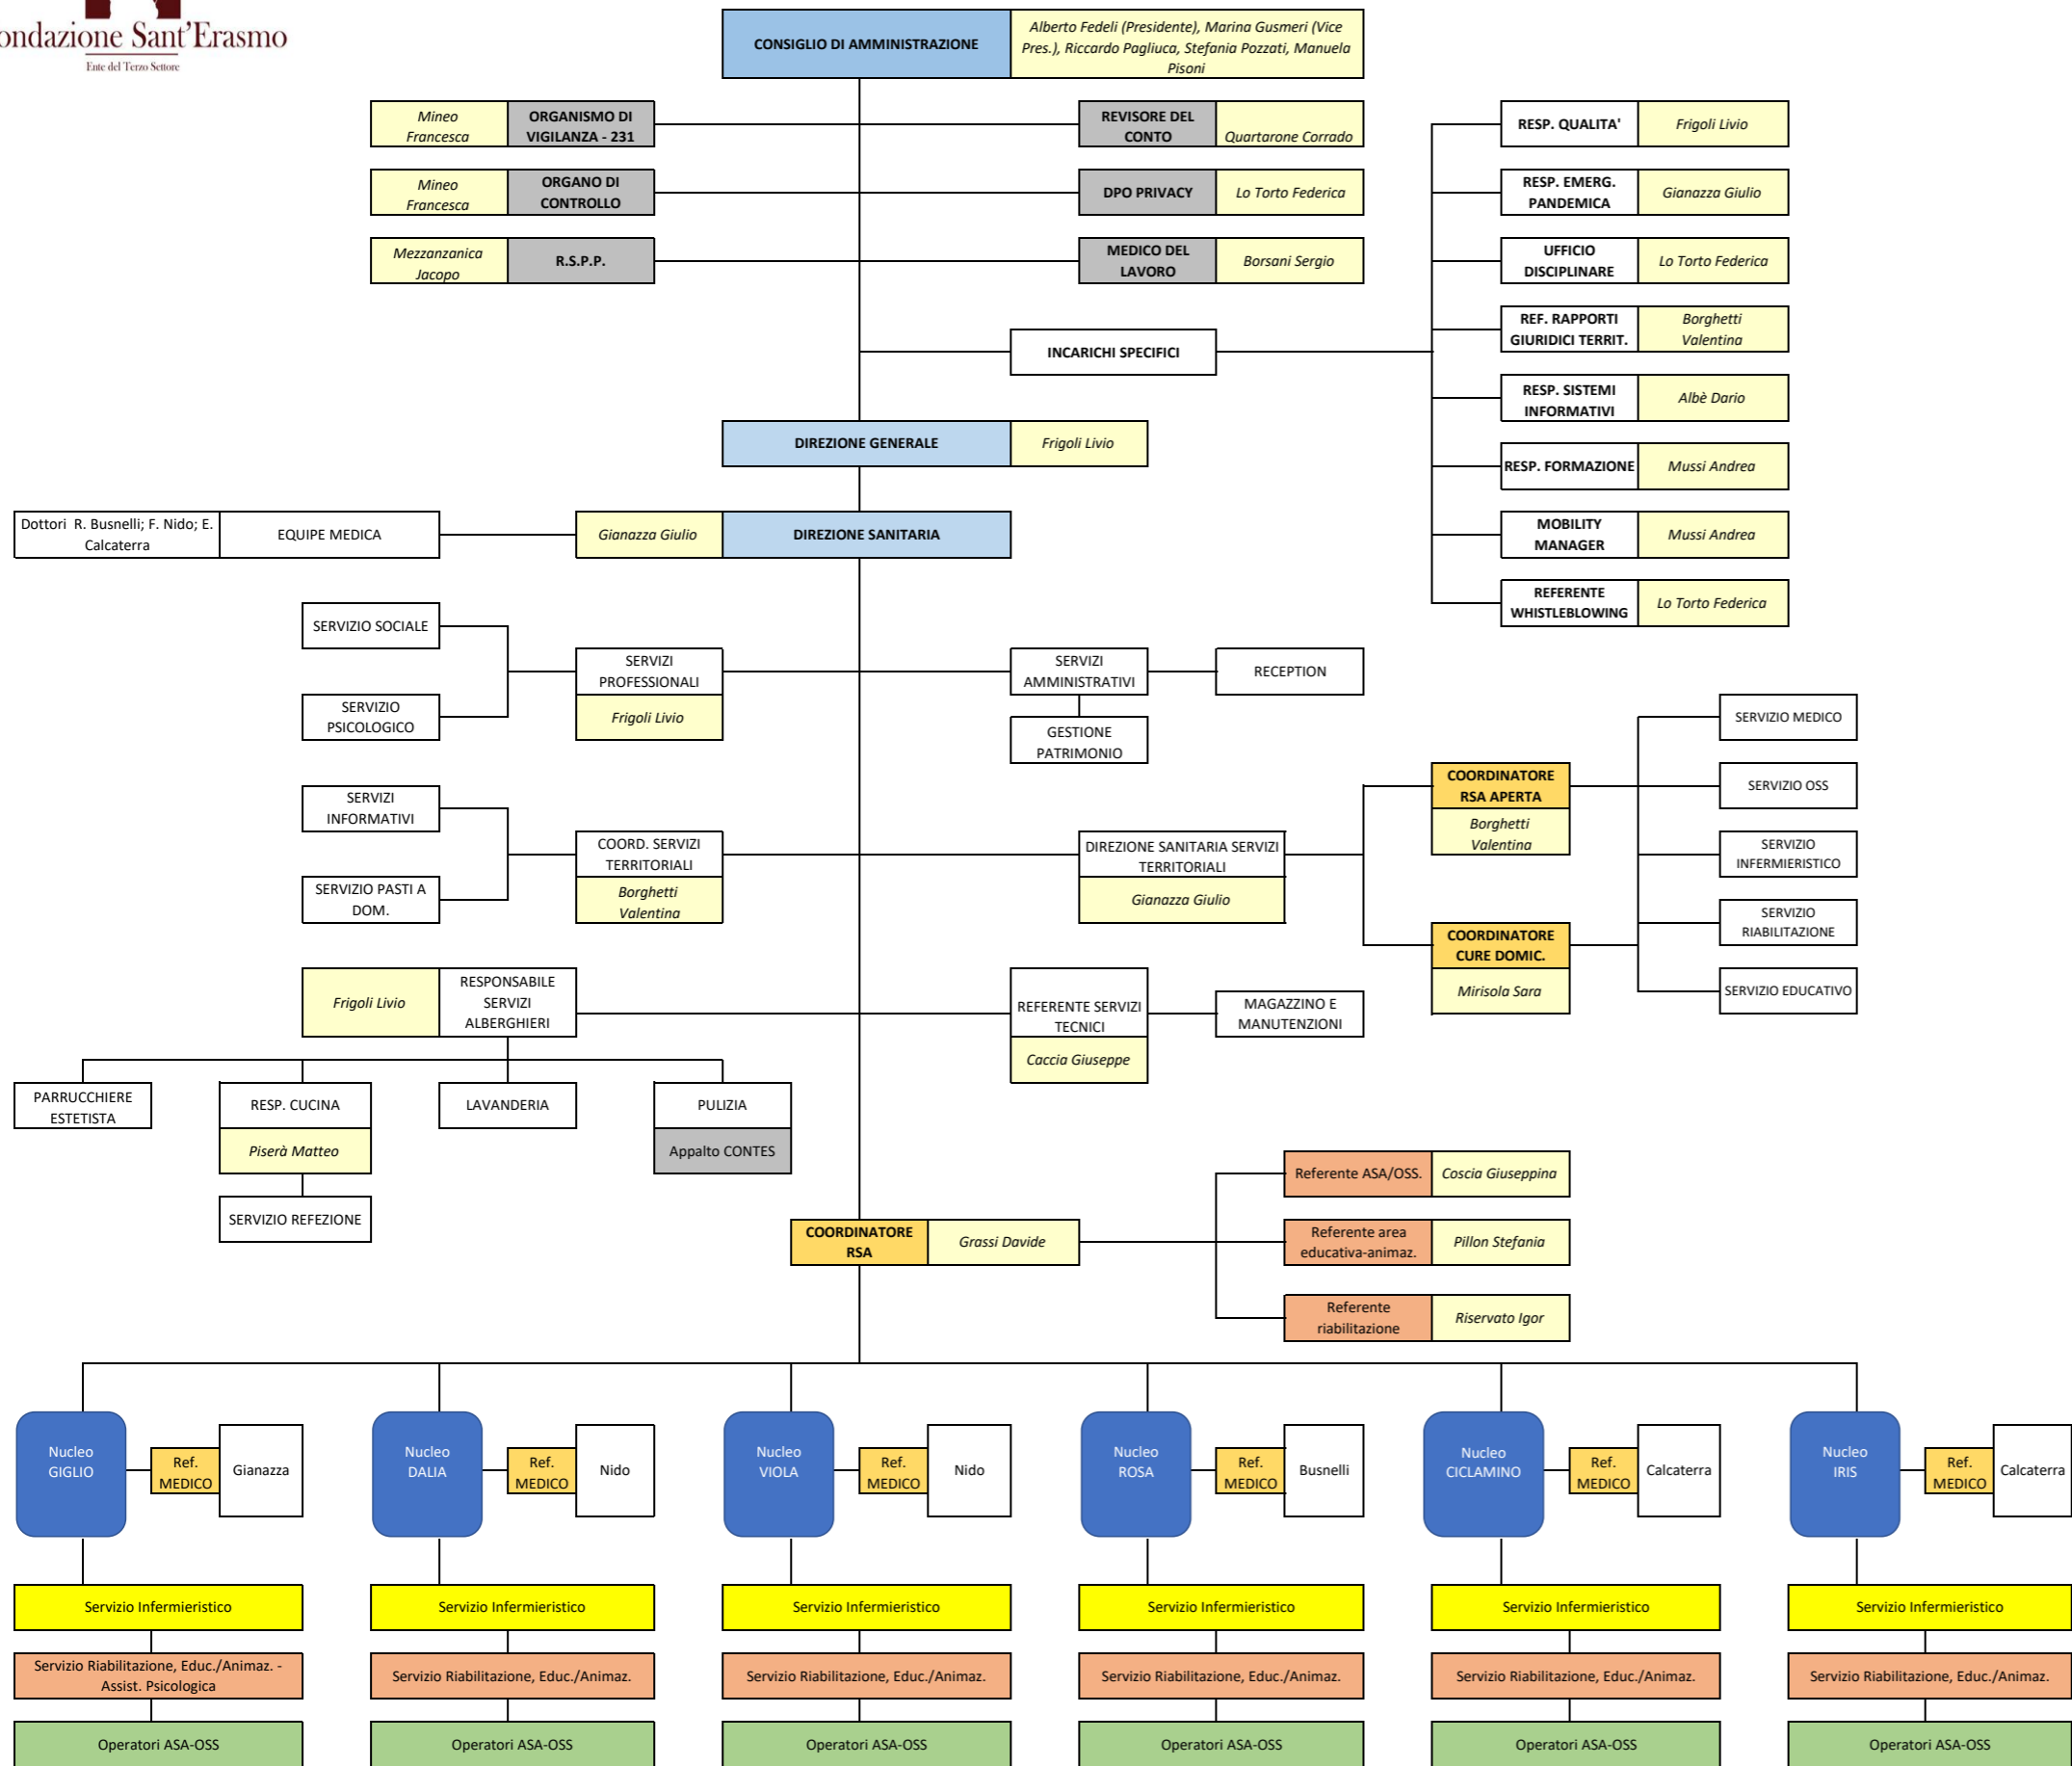 ondazione Sant'Erasmo
Ente del Terzo Settore
CONSIGLIO DI AMMINISTRAZIONE
Alberto Fedeli (Presidente), Marina Gusmeri (Vice
Pres.), Riccardo Pagliuca, Stefania Pozzati, Manuela
Pisoni
Mineo
Francesca
ORGANISMO DI
VIGILANZA - 231
REVISORE DEL
CONTO
Quartarone Corrado
RESP. QUALITA'
Frigoli Livio
Mineo
Francesca
ORGANO DI
CONTROLLO
DPO PRIVACY
Lo Torto Federica
RESP. EMERG.
PANDEMICA
Gianazza Giulio
Mezzanzanica
Jacopo
R.S.P.P.
MEDICO DEL
LAVORO
Borsani Sergio
UFFICIO
DISCIPLINARE
Lo Torto Federica
REF. RAPPORTI
GIURIDICI TERRIT.
Borghetti
Valentina
INCARICHI SPECIFICI
RESP. SISTEMI
INFORMATIVI
Albè Dario
DIREZIONE GENERALE
Frigoli Livio
RESP. FORMAZIONE
Mussi Andrea
Dottori R. Busnelli; F. Nido; E.
Calcaterra
EQUIPE MEDICA
Gianazza Giulio
DIREZIONE SANITARIA
MOBILITY
MANAGER
Mussi Andrea
REFERENTE
WHISTLEBLOWING
Lo Torto Federica
SERVIZIO SOCIALE
SERVIZIO
PSICOLOGICO
SERVIZI
PROFESSIONALI
Frigoli Livio
SERVIZI
AMMINISTRATIVI
RECEPTION
GESTIONE
PATRIMONIO
SERVIZI
INFORMATIVI
SERVIZIO PASTI A
DOM.
COORD. SERVIZI
TERRITORIALI
Borghetti
Valentina
DIREZIONE SANITARIA SERVIZI
TERRITORIALI
Gianazza Giulio
COORDINATORE
RSA APERTA
Borghetti
Valentina
COORDINATORE
CURE DOMIC.
Mirisola Sara
SERVIZIO MEDICO
SERVIZIO OSS
SERVIZIO
INFERMIERISTICO
SERVIZIO
RIABILITAZIONE
SERVIZIO EDUCATIVO
Frigoli Livio
RESPONSABILE
SERVIZI
ALBERGHIERI
REFERENTE SERVIZI
TECNICI
Caccia Giuseppe
MAGAZZINO E
MANUTENZIONI
PARRUCCHIERE
ESTETISTA
RESP. CUCINA
Piserà Matteo
SERVIZIO REFEZIONE
LAVANDERIA
PULIZIA
Appalto CONTES
COORDINATORE
RSA
Grassi Davide
Referente ASA/OSS.
Coscia Giuseppina
Referente area
educativa-animaz.
Pillon Stefania
Referente
riabilitazione
Riservato Igor
Nucleo
GIGLIO
Ref.
MEDICO
Gianazza
Nucleo
DALIA
Ref.
MEDICO
Nido
Nucleo
VIOLA
Ref.
MEDICO
Nido
Nucleo
ROSA
Ref.
MEDICO
Busnelli
Nucleo
CICLAMINO
Ref.
MEDICO
Calcaterra
Nucleo
IRIS
Ref.
MEDICO
Calcaterra
Servizio Infermieristico
Servizio Infermieristico
Servizio Infermieristico
Servizio Infermieristico
Servizio Infermieristico
Servizio Infermieristico
Servizio Riabilitazione, Educ./Animaz. -
Assist. Psicologica
Servizio Riabilitazione, Educ./Animaz.
Servizio Riabilitazione, Educ./Animaz.
Servizio Riabilitazione, Educ./Animaz.
Servizio Riabilitazione, Educ./Animaz.
Servizio Riabilitazione, Educ./Animaz.
Operatori ASA-OSS
Operatori ASA-OSS
Operatori ASA-OSS
Operatori ASA-OSS
Operatori ASA-OSS
Operatori ASA-OSS